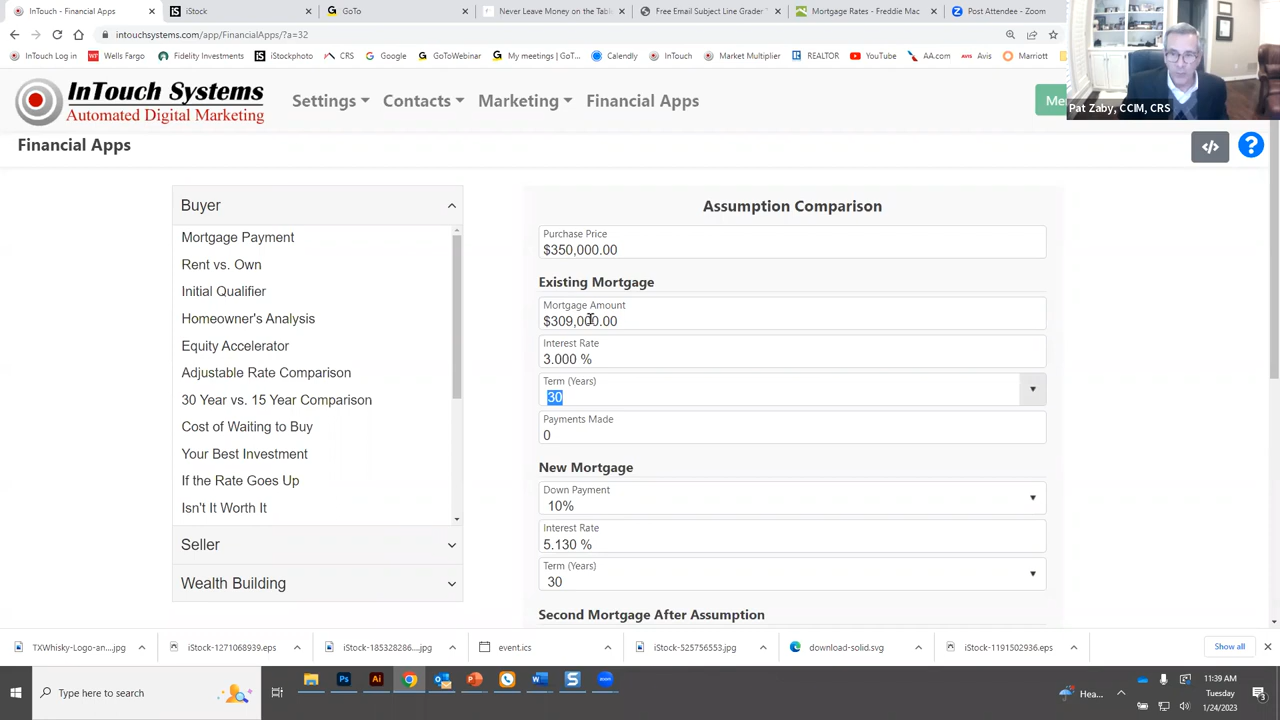 InTouch - Financial Apps
iStock
GoTo
Never Leave Money on the Tabl
Free Email Subject Line Grader
Mortgage Rates - Freddie Mac
Post Attendee - Zoom
intouchsystems.com/app/FinancialApps/?a=32
InTouch Log in
Wells Fargo
Fidelity Investments
iStockphoto
CRS
Google
GoToWebinar
My meetings | GoT...
Calendly
InTouch
Market Multiplier
REALTOR
YouTube
AA.com
Avis
Marriott
InTouch Systems
Automated Digital Marketing
Settings
Contacts
Marketing
Financial Apps
Me
Pat Zaby, CCIM, CRS
Financial Apps
</>
?
Buyer
Mortgage Payment
Rent vs. Own
Initial Qualifier
Homeowner's Analysis
Equity Accelerator
Adjustable Rate Comparison
30 Year vs. 15 Year Comparison
Cost of Waiting to Buy
Your Best Investment
If the Rate Goes Up
Isn't It Worth It
Seller
Wealth Building
Assumption Comparison
Purchase Price
$350,000.00
Existing Mortgage
Mortgage Amount
$309,000.00
Interest Rate
3.000 %
Term (Years)
30
Payments Made
0
New Mortgage
Down Payment
10%
Interest Rate
5.130 %
Term (Years)
30
Second Mortgage After Assumption
TXWhisky-Logo-an....jpg
iStock-1271068939.eps
iStock-185328286....jpg
event.ics
iStock-525756553.jpg
download-solid.svg
iStock-1191502936.eps
Show all
Type here to search
Hea...
11:39 AM
Tuesday
1/24/2023